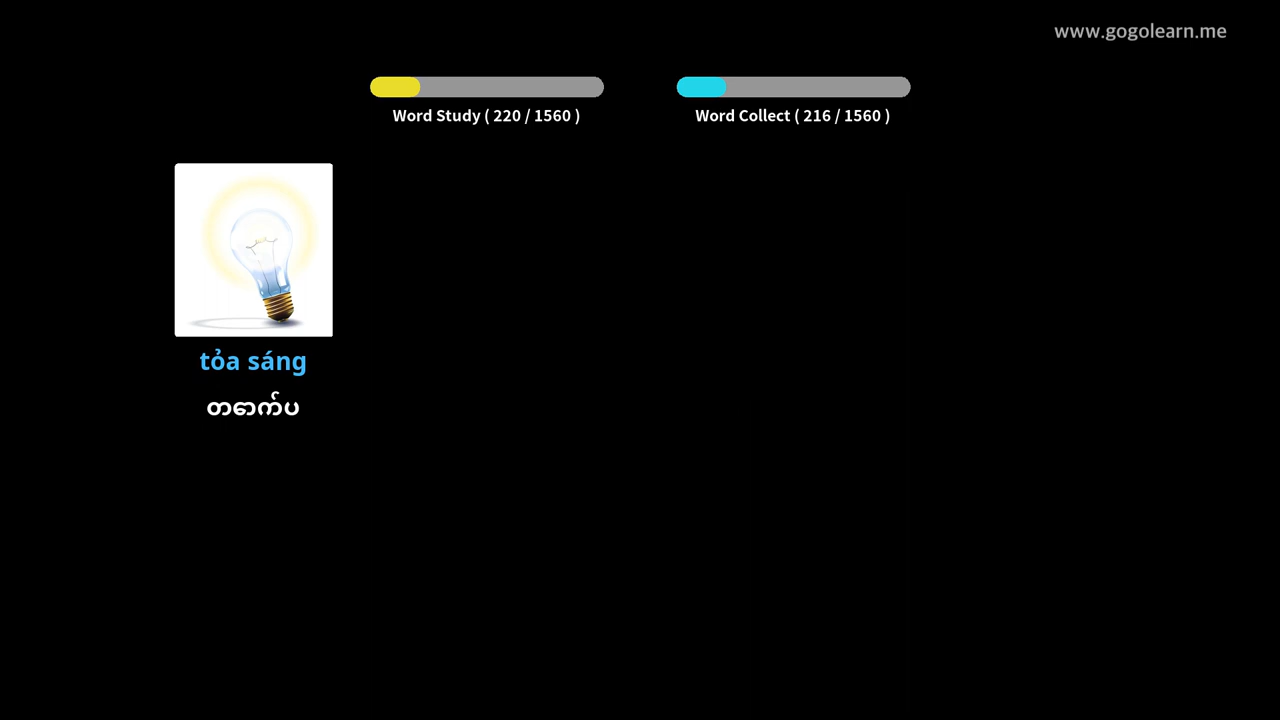 www.gogolearn.me
Word Study ( 220 / 1560 )
Word Collect ( 216 / 1560 )
tỏa sáng
တောက်ပ